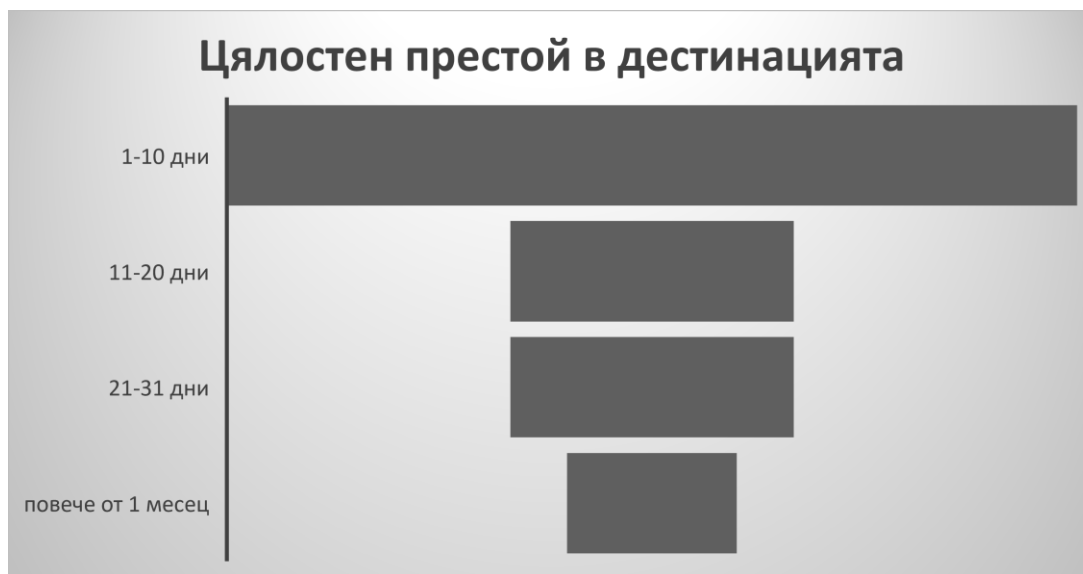 Цялостен престой в дестинацията
1-10 дни
11-20 дни
21-31 дни
повече от 1 месец